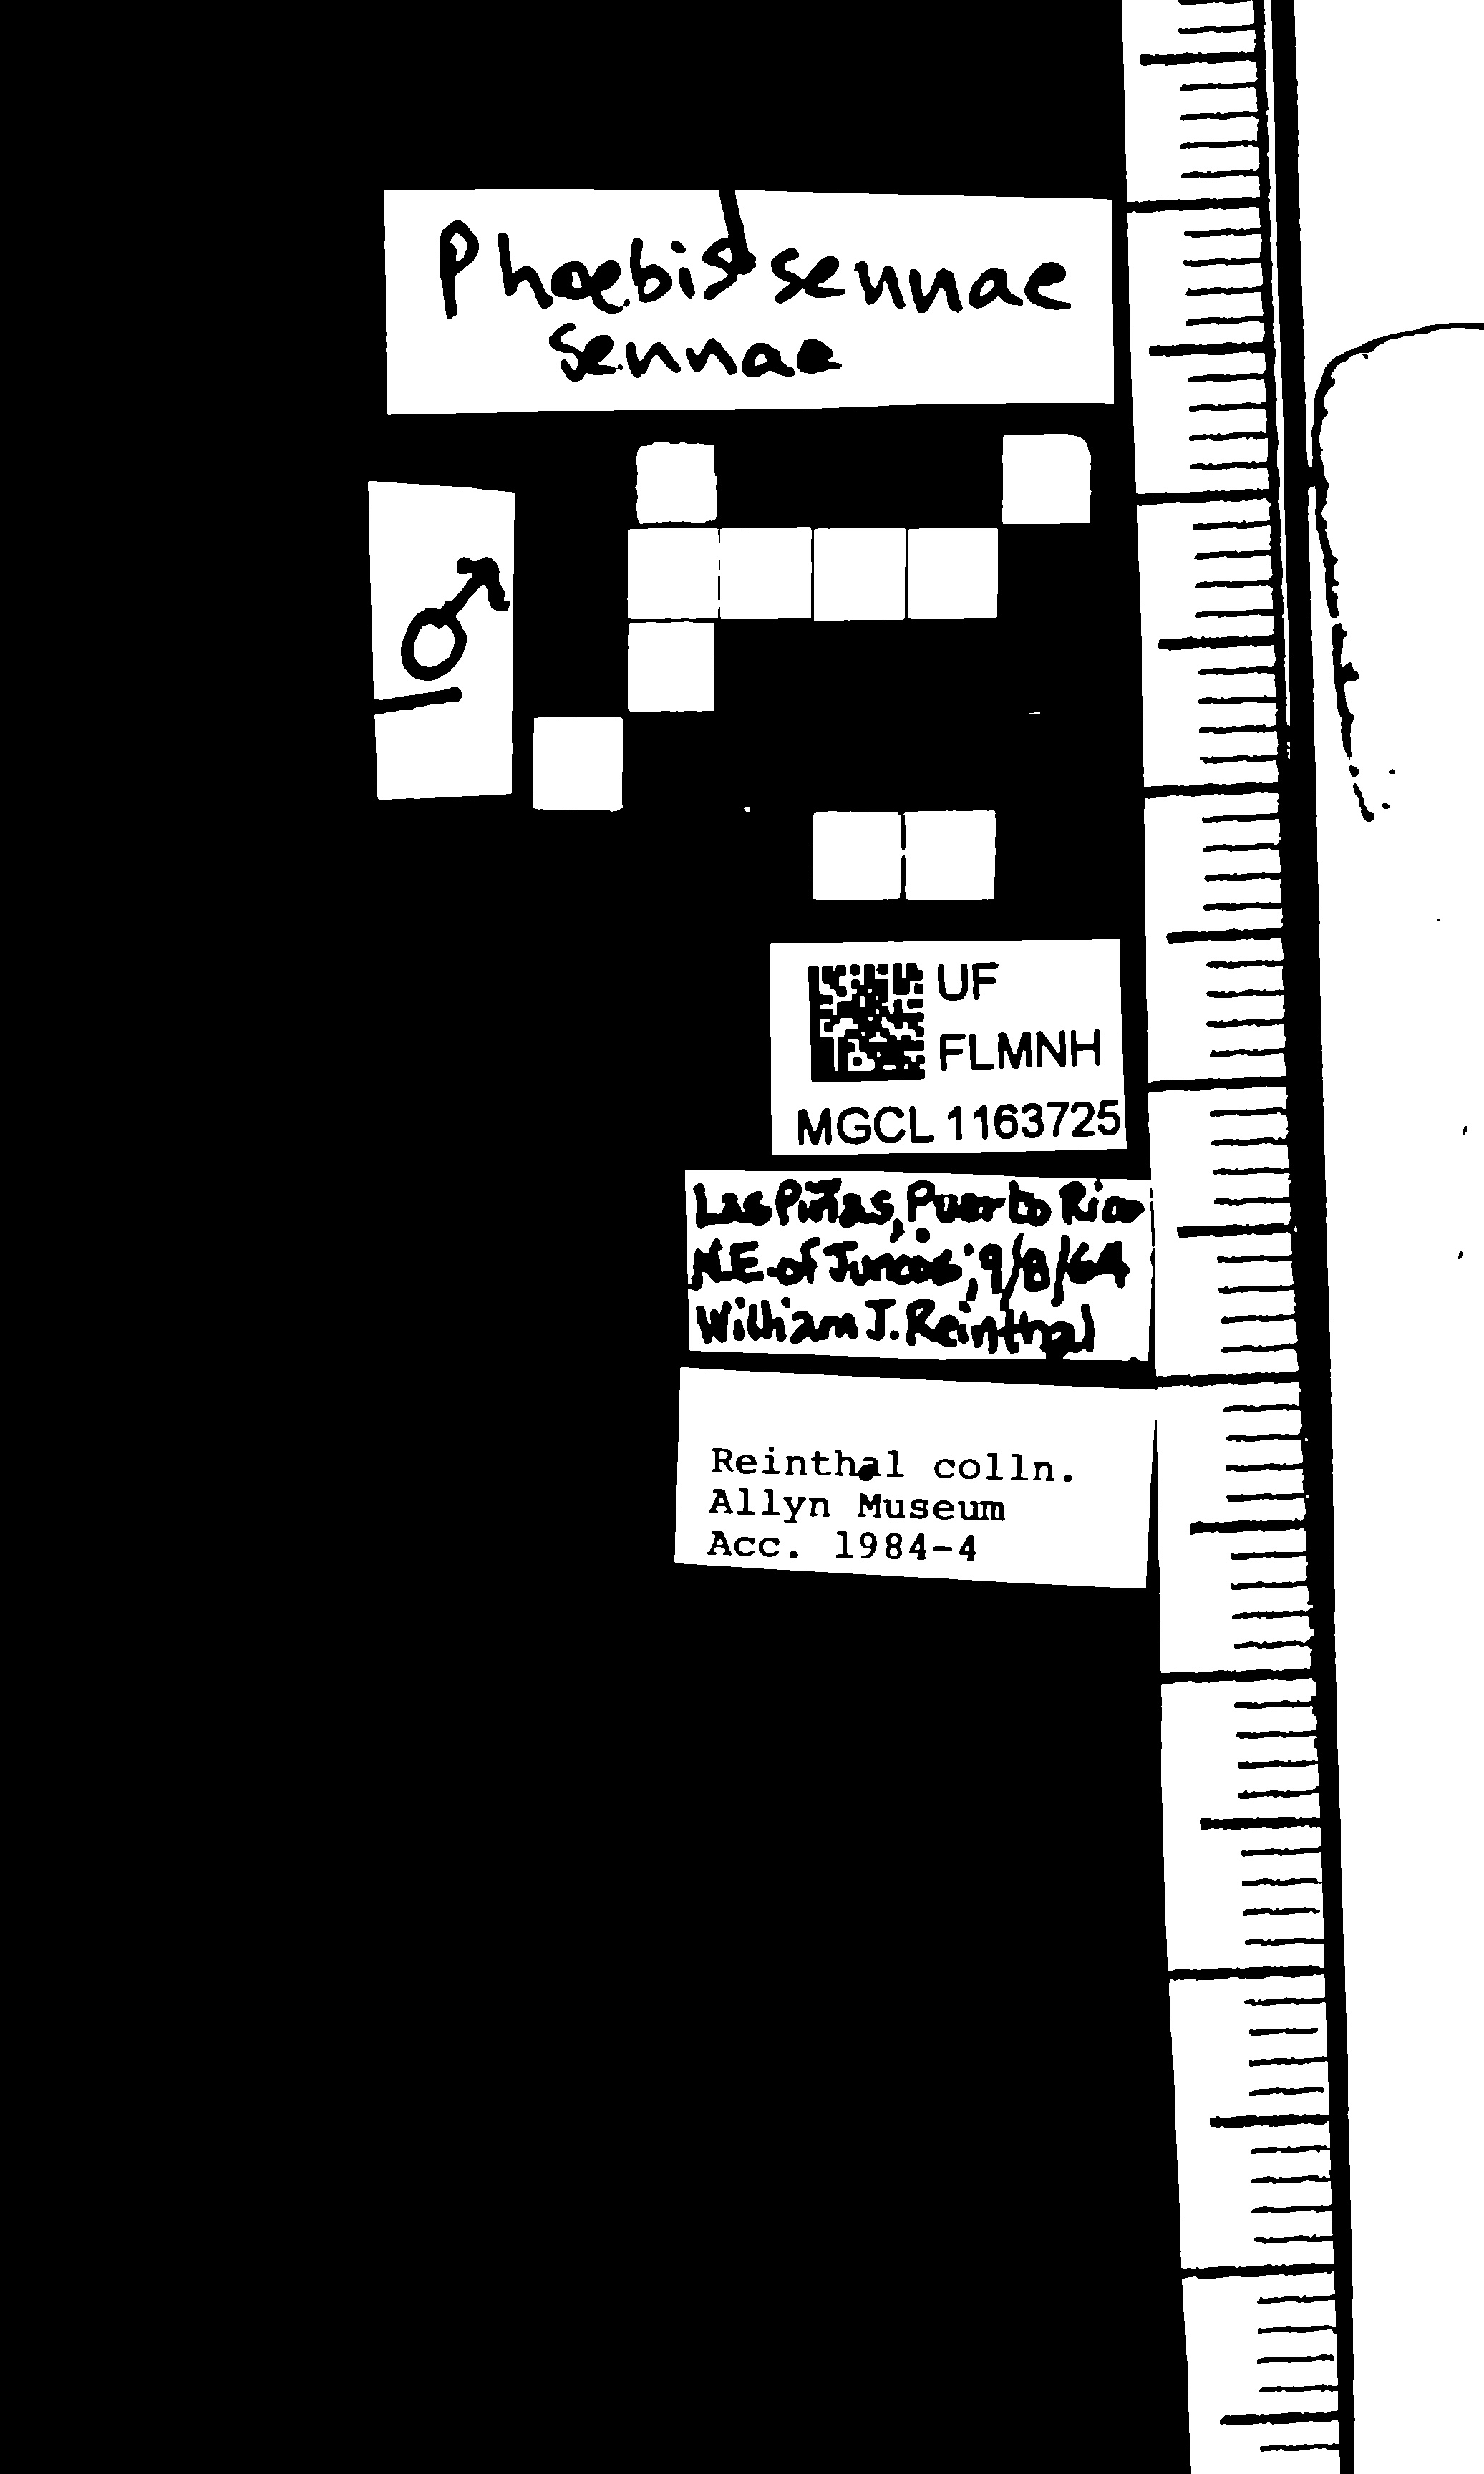 Phoebis sennae
sennae
♂
UF
FLMNH
MGCL 1163725
Las Piñas, Puerto Rico
N.E. of Juncos; 9/8/64
William J. Reinthal
Reinthal colln.
Allyn Museum
Acc. 1984-4